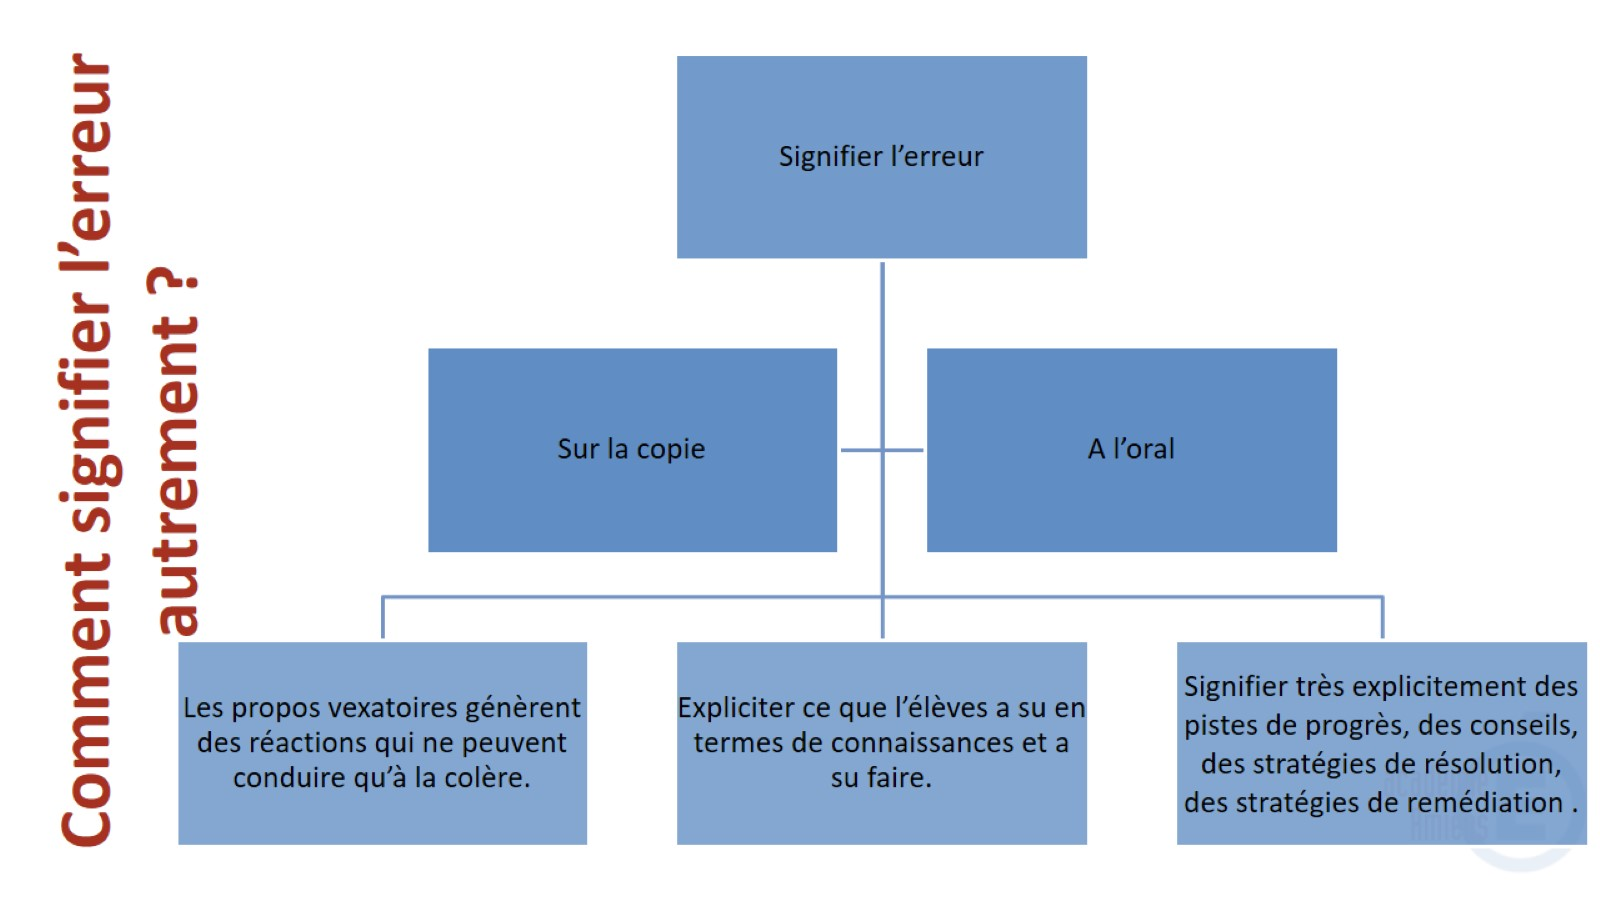 Comment signifier l’erreur
autrement ?
Signifier l’erreur
Sur la copie
A l’oral
Les propos vexatoires génèrent
des réactions qui ne peuvent
conduire qu’à la colère.
Expliciter ce que l’élèves a su en
termes de connaissances et a
su faire.
Signifier très explicitement des
pistes de progrès, des conseils,
des stratégies de résolution,
des stratégies de remédiation .